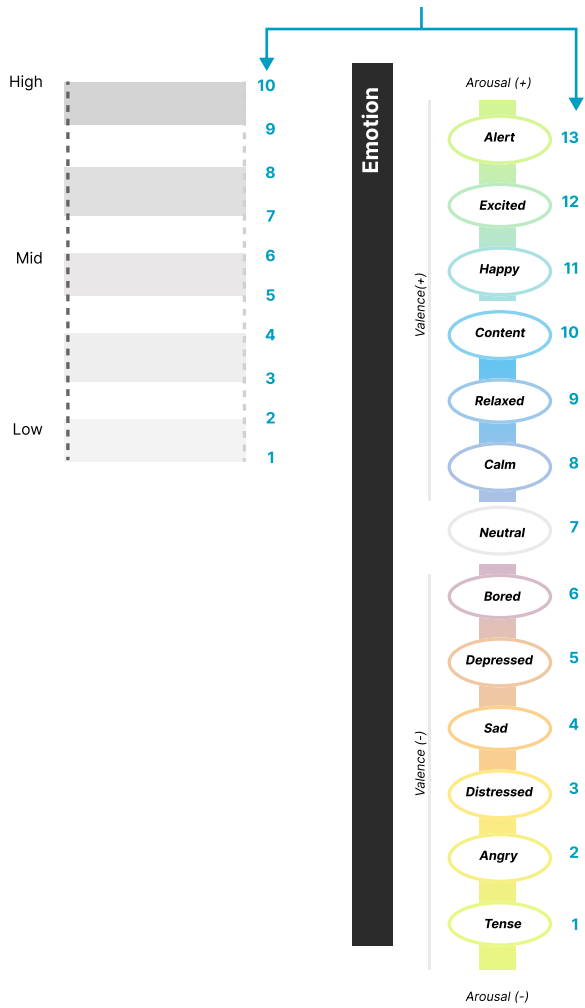 High
Mid
Low
10
9
8
7
6
5
4
3
2
1
Emotion
Arousal (+)
Valence(+)
Alert 13
Excited 12
Happy 11
Content 10
Relaxed 9
Calm 8
Neutral 7
Valence (-)
Bored 6
Depressed 5
Sad 4
Distressed 3
Angry 2
Tense 1
Arousal (-)